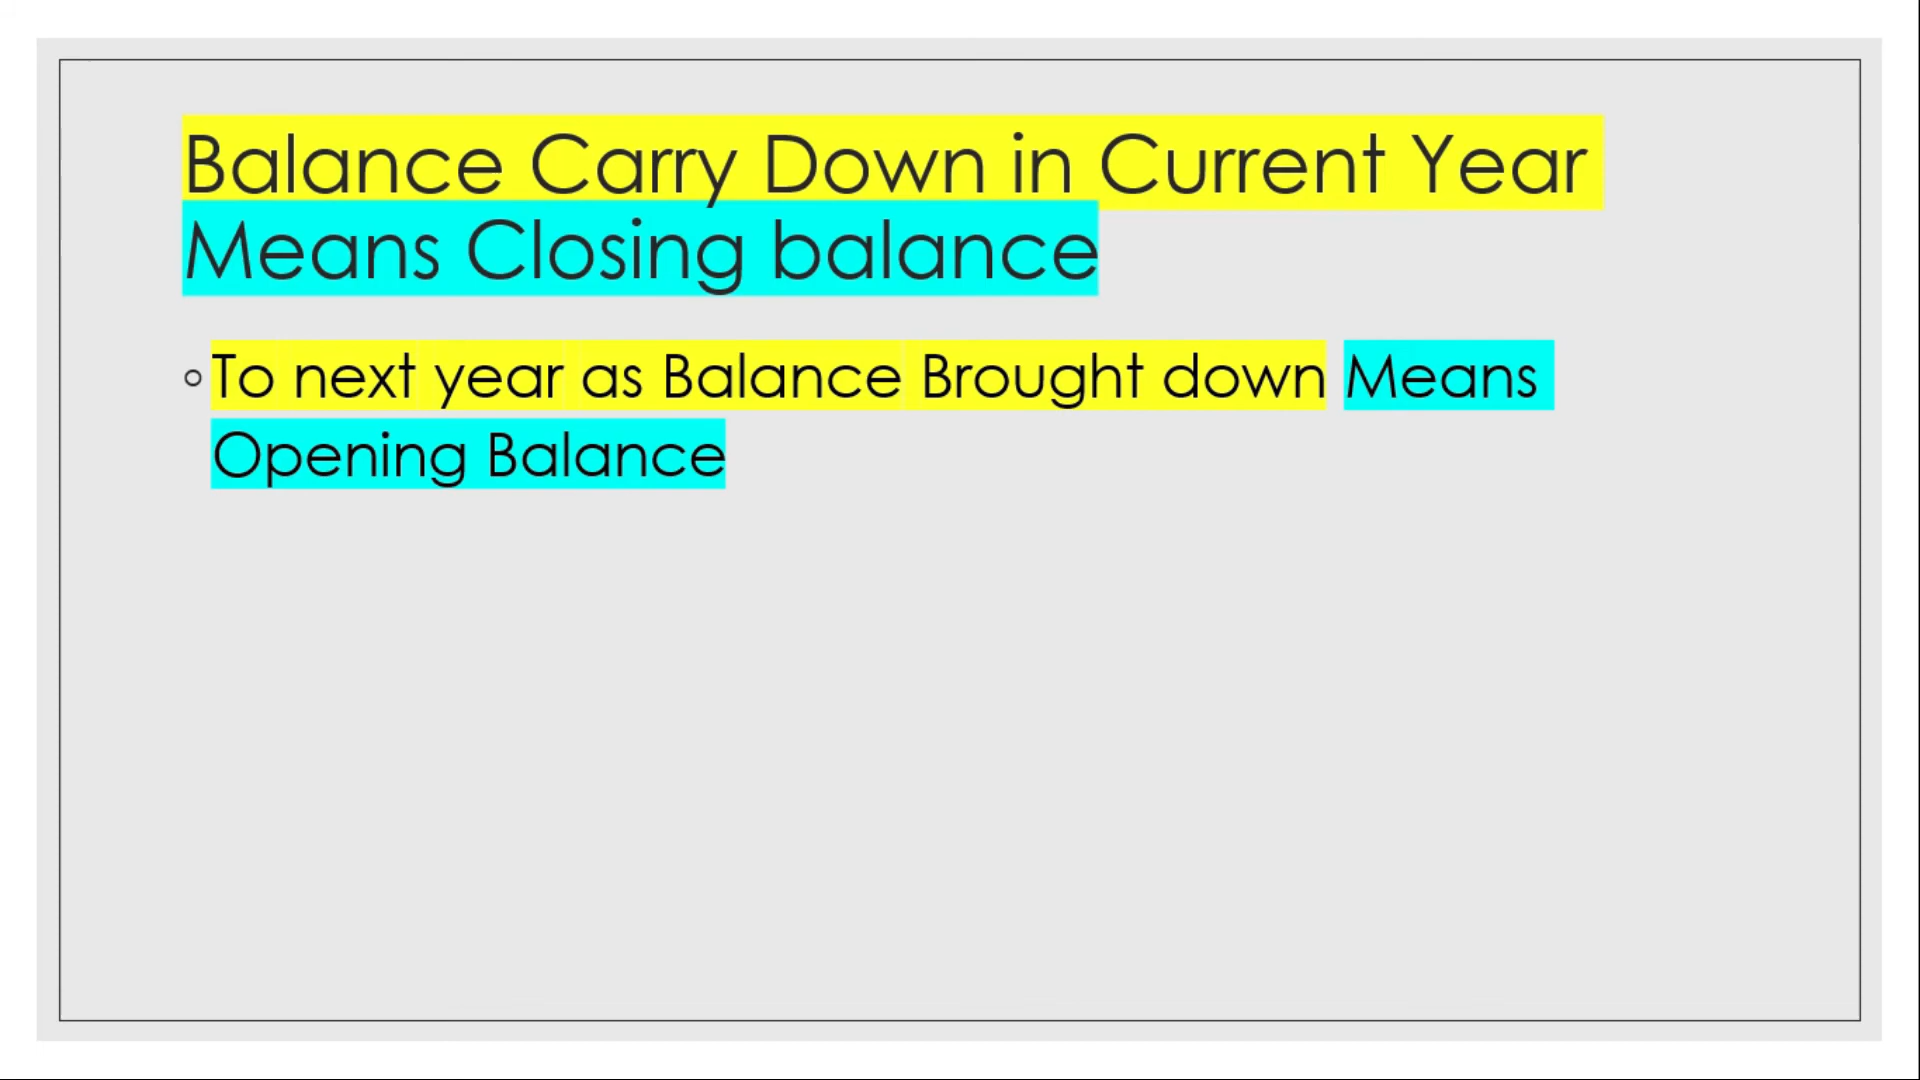 Balance Carry Down in Current Year
Means Closing balance
◦To next year as Balance Brought down Means
Opening Balance